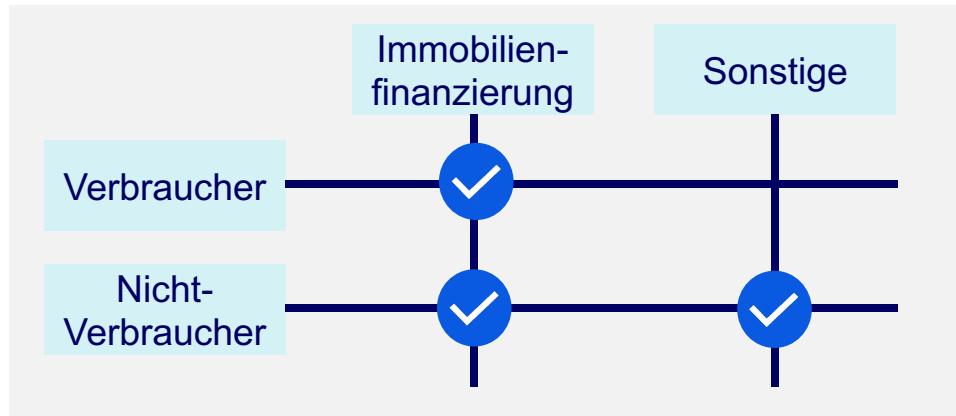 Immobilien-
finanzierung
Sonstige
Verbraucher
Nicht-
Verbraucher